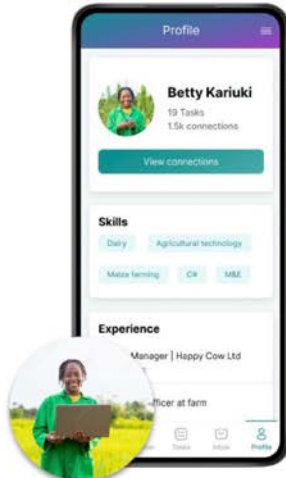 Profile
Betty Kariuki
19 Tasks
1.5k connections
View connections
Skills
Dairy
Agricultural technology
Maize farming
C#
M&E
Experience
Manager | Happy Cow Ltd
fficer at farm
Tasks
Inbox
Profile